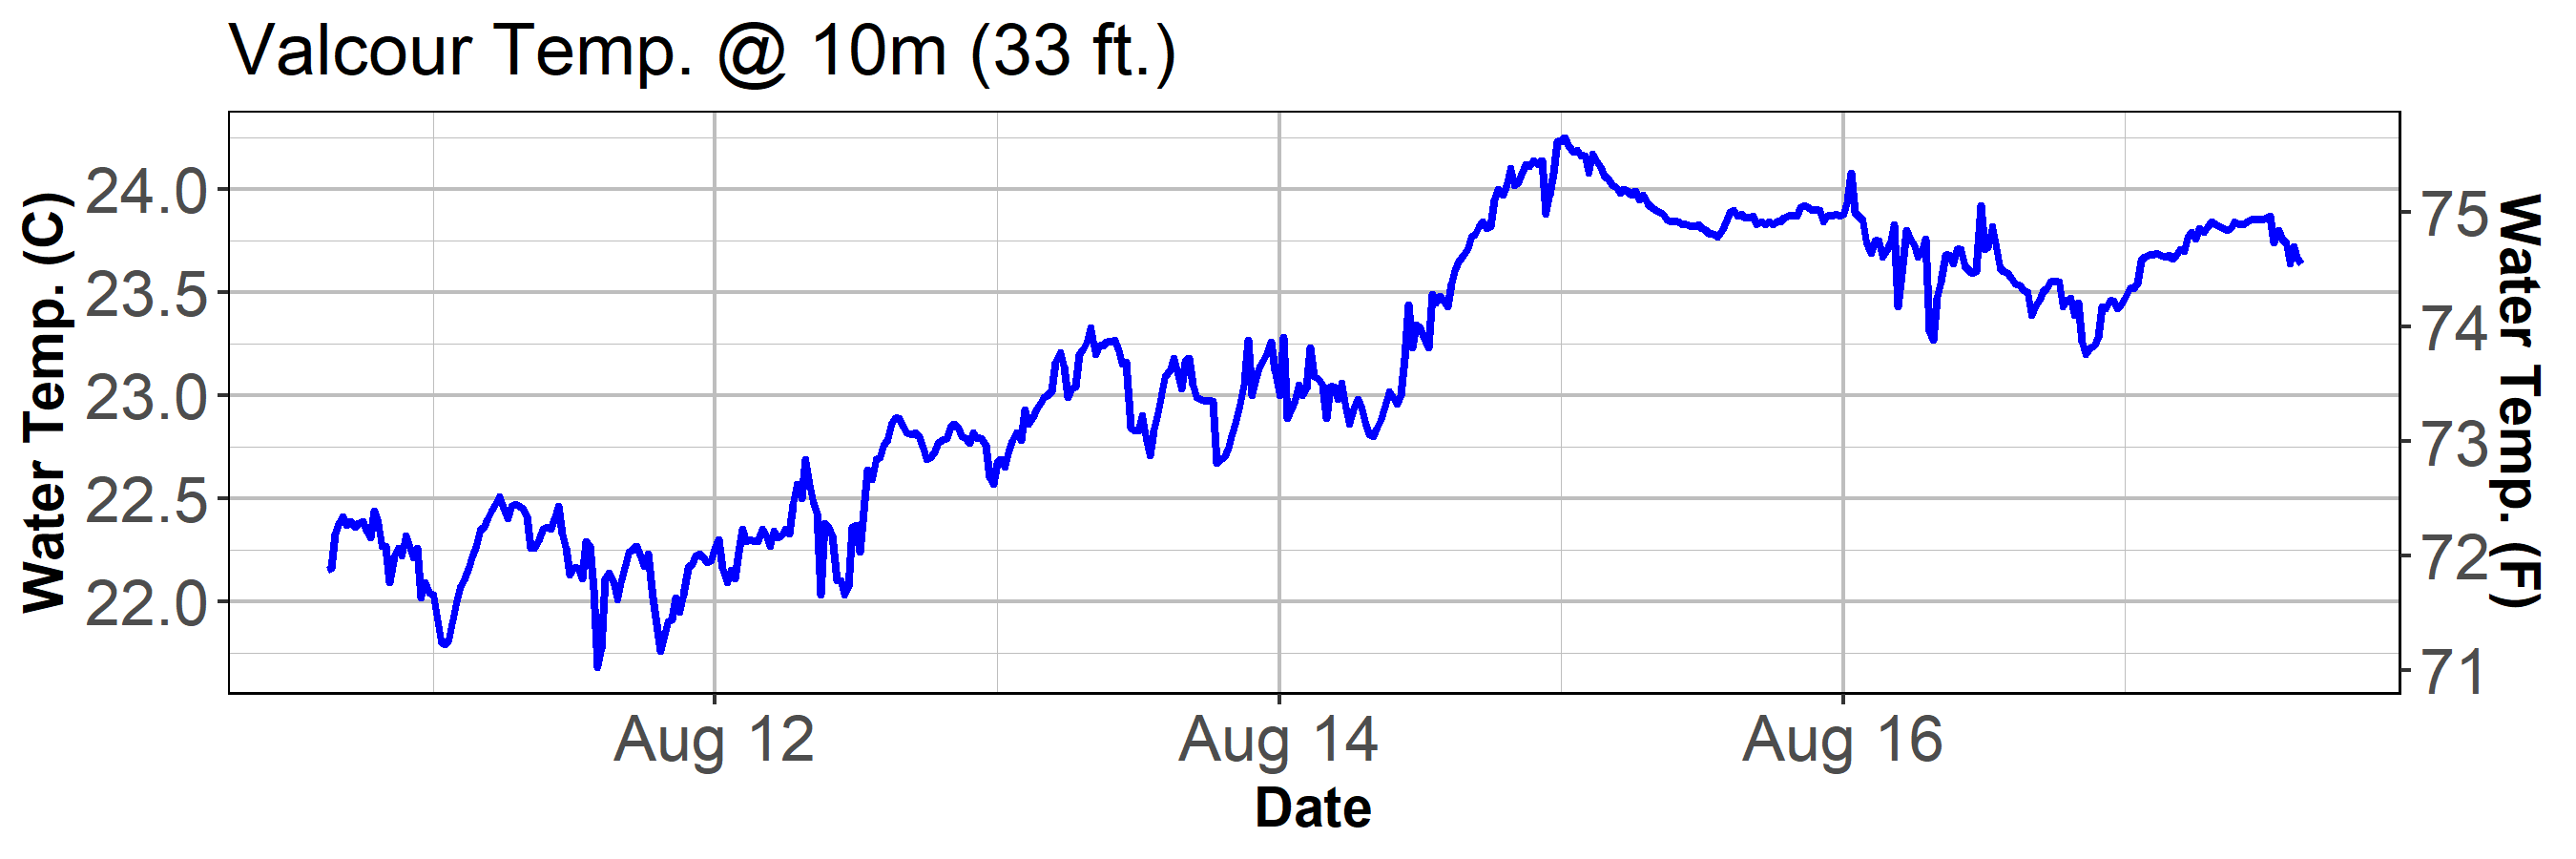 Valcour Temp. @ 10m (33 ft.)
Water Temp. (C)
24.0
23.5
23.0
22.5
22.0
75
74
73
72
71
Water Temp. (F)
Aug 12
Aug 14
Aug 16
Date